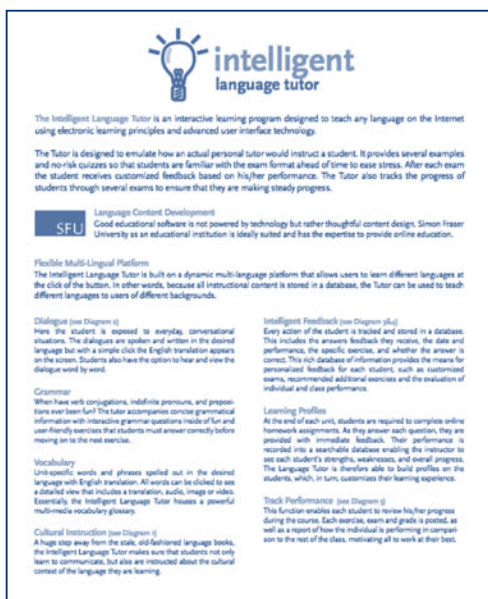 intelligent
language tutor
The Intelligent Language Tutor is an interactive learning program designed to teach any language on the Internet
using electronic learning principles and advanced user interface technology.
The Tutor is designed to emulate how an actual personal tutor would instruct a student. It provides several examples
and no-risk quizzes so that students are familiar with the exam format ahead of time to ease stress. After each exam
the student receives customized feedback based on his/her performance. The Tutor also tracks the progress of
students through several exams to ensure that they are making steady progress.
SFU
Language Content Development
Good educational software is not powered by technology but rather thoughtful content design. Simon Fraser
University as an educational institution is ideally suited and has the expertise to provide online education.
Flexible Multi-Lingual Platform
The Intelligent Language Tutor is built on a dynamic multi-language platform that allows users to learn different languages at
the click of the button. In other words, because all instructional content is stored in a database, the Tutor can be used to teach
different languages to users of different backgrounds.
Dialogue (see Diagram 2)
Here the student is exposed to everyday, conversational
situations. The dialogues are spoken and written in the desired
language but with a simple click the English translation appears
on the screen. Students also have the option to hear and view the
dialogue word by word.
Grammar
When have verb conjugations, indefinite pronouns, and prepo-
sitions ever been fun? The tutor accompanies concise grammatical
information with interactive grammar questions inside of fun and
user-friendly exercises that students must answer correctly before
moving on to the next exercise.
Vocabulary
Unit-specific words and phrases spelled out in the desired
language with English translation. All words can be clicked to see
a detailed view that includes a translation, audio, image or video.
Essentially, the Intelligent Language Tutor houses a powerful
multi-media vocabulary glossary.
Cultural Instruction (see Diagram 1)
A huge step away from the stale, old-fashioned language books,
the Intelligent Language Tutor makes sure that students not only
learn to communicate, but also are instructed about the cultural
context of the language they are learning.
Intelligent Feedback (see Diagram 3&4)
Every action of the student is tracked and stored in a database.
This includes the answers feedback they receive, the date and
performance, the specific exercise, and whether the answer is
correct. This rich database of information provides the means for
personalized feedback for each student, such as customized
exams, recommended additional exercises and the evaluation of
individual and class performance.
Learning Profiles
At the end of each unit, students are required to complete online
homework assignments. As they answer each question, they are
provided with immediate feedback. Their performance is
recorded into a searchable database enabling the instructor to
see each student's strengths, weaknesses, and overall progress.
The Language Tutor is therefore able to build profiles on the
students, which, in turn, customizes their learning experience.
Track Performance (see Diagram 5)
This function enables each student to review his/her progress
during the course. Each exercise, exam and grade is posted, as
well as a report of how the individual is performing in compari-
son to the rest of the class, motivating all to work at their best.